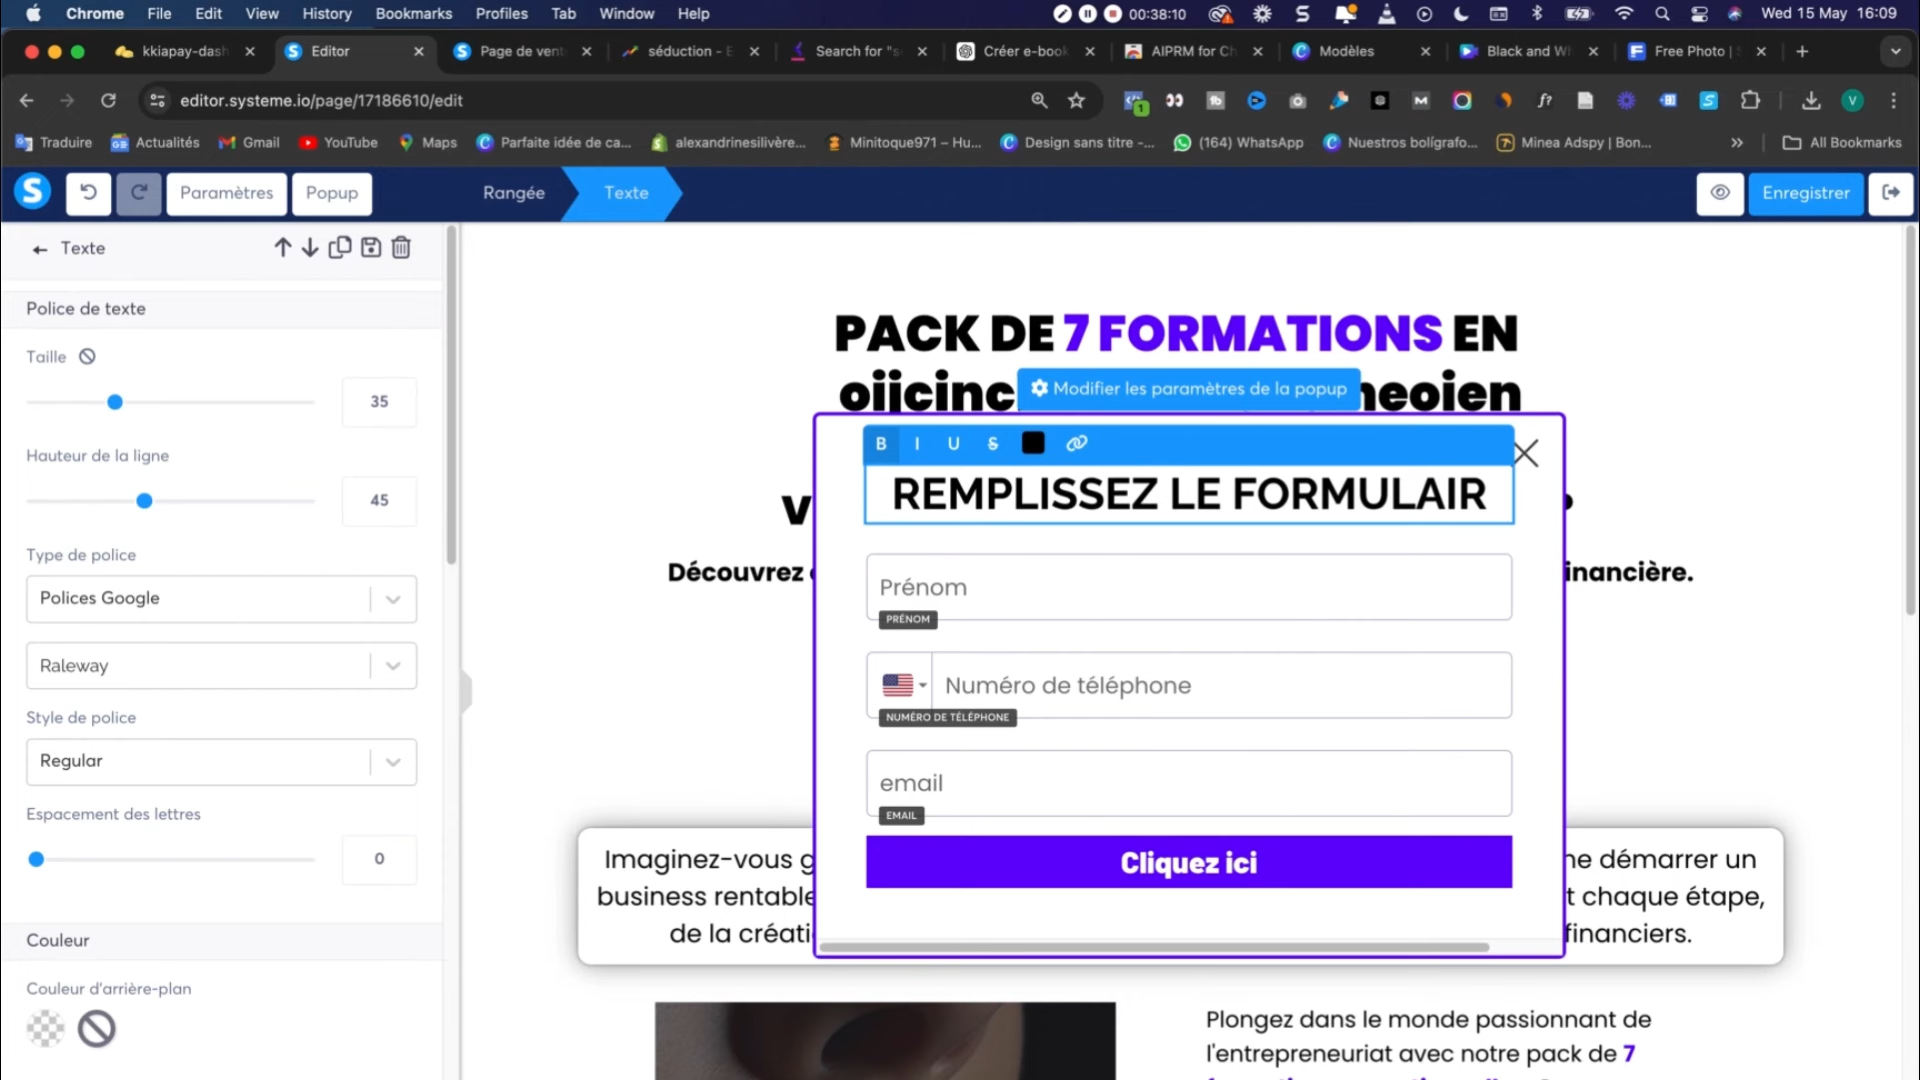 Chrome File Edit View History Bookmarks Profiles Tab Window Help 00:38:10 Wed 15 May 16:09
kkiapay-dash Editor Page de vent séduction - E Search for "s Créer e-book AIPRM for Ch Modèles Black and Wh Free Photo |
editor.systeme.io/page/17186610/edit
Traduire Actualités Gmail YouTube Maps Parfaite idée de ca... alexandrinesilivère... Minitoque971 – Hu... Design sans titre -... (164) WhatsApp Nuestros bolígrafo... Minea Adspy | Bon... » All Bookmarks
Paramètres Popup Rangée Texte Enregistrer
Texte
Police de texte
Taille
35
Hauteur de la ligne
45
Type de police
Polices Google
Raleway
Style de police
Regular
Espacement des lettres
0
Couleur
Couleur d'arrière-plan
PACK DE 7 FORMATIONS EN
oijcinc neoien
Modifier les paramètres de la popup
B I U S
REMPLISSEZ LE FORMULAIR
Découvrez inancière.
Prénom
PRÉNOM
Numéro de téléphone
NUMÉRO DE TÉLÉPHONE
email
EMAIL
Cliquez ici
Imaginez-vous g ne démarrer un
business rentable t chaque étape,
de la créati financiers.
Plongez dans le monde passionnant de
l'entrepreneuriat avec notre pack de 7